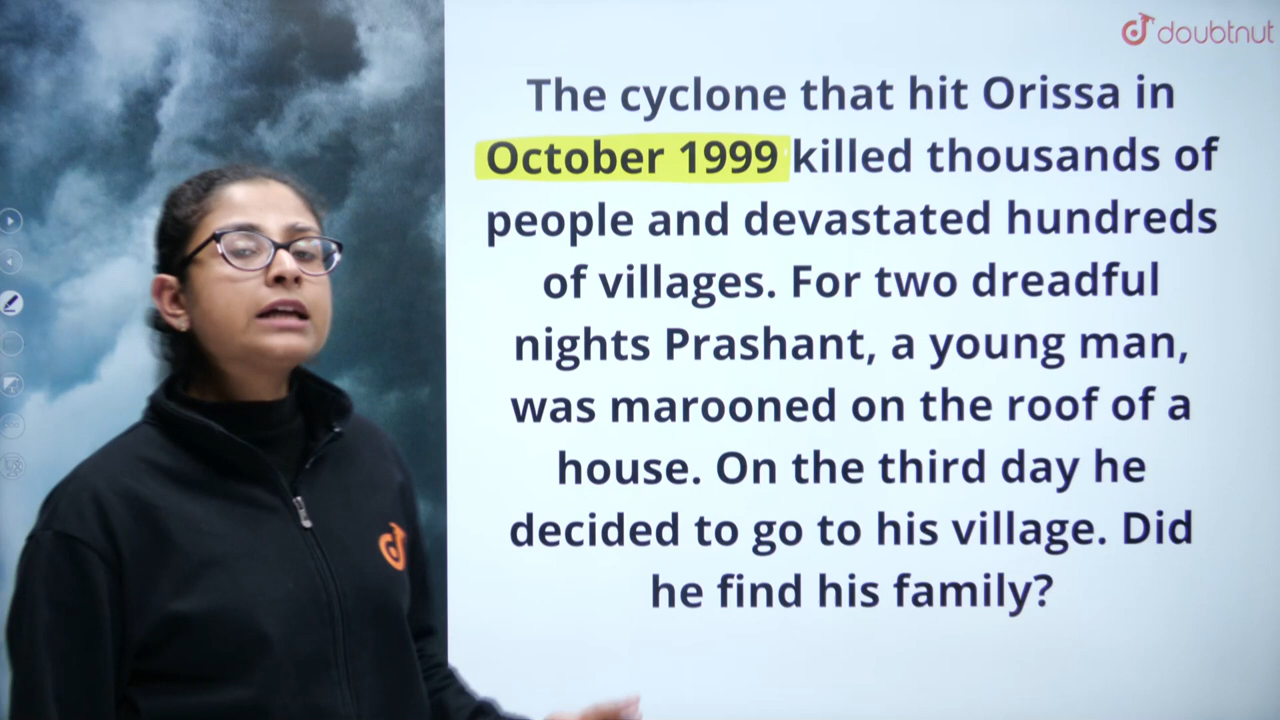 doubtnut
The cyclone that hit Orissa in
October 1999 killed thousands of
people and devastated hundreds
of villages. For two dreadful
nights Prashant, a young man,
was marooned on the roof of a
house. On the third day he
decided to go to his village. Did
he find his family?